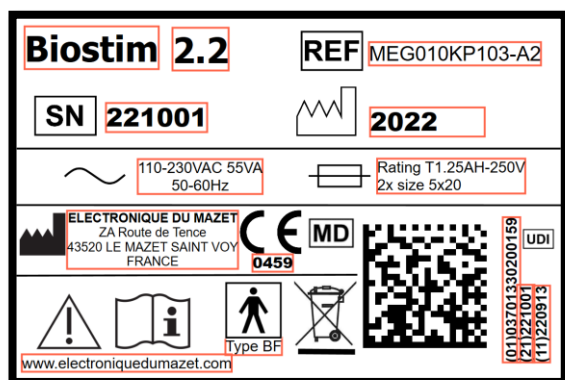 Biostim 2.2
REF MEG010KP103-A2
SN 221001
2022
110-230VAC 55VA
50-60Hz
Rating T1.25AH-250V
2x size 5x20
ELECTRONIQUE DU MAZET
ZA Route de Tence
43520 LE MAZET SAINT VOY
FRANCE
CE
0459
MD
UDI
(01)03701330200159
(21)221001
(11)220913
i
Type BF
www.electroniquedumazet.com